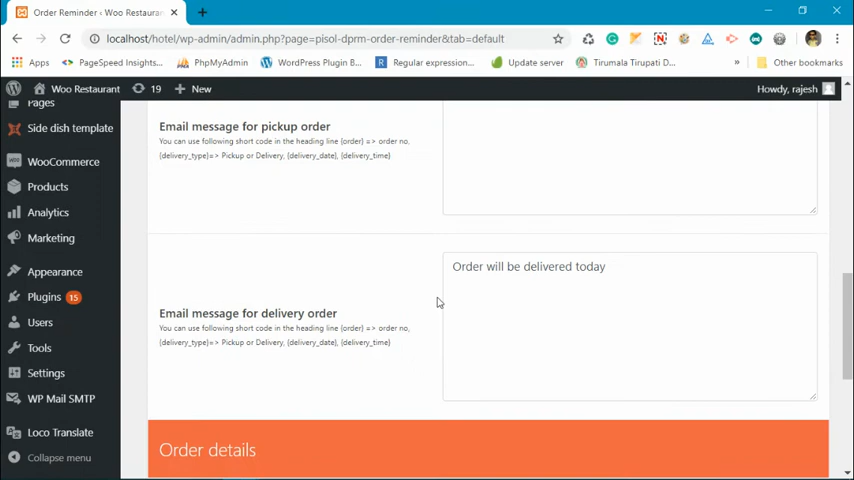 Order Reminder ‹ Woo Restauran
localhost/hotel/wp-admin/admin.php?page=pisol-dprm-order-reminder&tab=default
Apps
PageSpeed Insights...
PhpMyAdmin
WordPress Plugin B...
Regular expression...
Update server
Tirumala Tirupati D...
»
Other bookmarks
Woo Restaurant
19
New
Howdy, rajesh
Pages
Side dish template
WooCommerce
Products
Analytics
Marketing
Appearance
Plugins 15
Users
Tools
Settings
WP Mail SMTP
Loco Translate
Collapse menu
Email message for pickup order
You can use following short code in the heading line {order} => order no,
{delivery_type}=> Pickup or Delivery, {delivery_date}, {delivery_time}
Email message for delivery order
You can use following short code in the heading line {order} => order no,
{delivery_type}=> Pickup or Delivery, {delivery_date}, {delivery_time}
Order will be delivered today
Order details